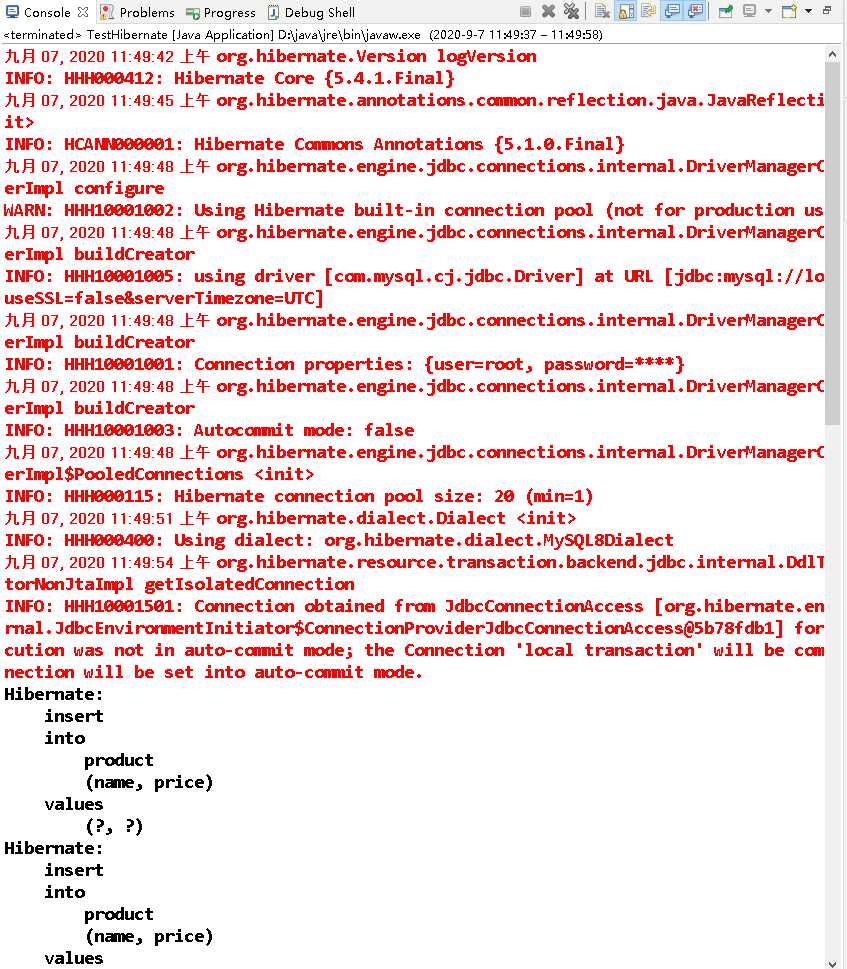 Console Problems Progress Debug Shell
<terminated> TestHibernate [Java Application] D:\java\jre\bin\javaw.exe (2020-9-7 11:49:37 – 11:49:58)
九月 07, 2020 11:49:42 上午 org.hibernate.Version logVersion
INFO: HHH000412: Hibernate Core {5.4.1.Final}
九月 07, 2020 11:49:45 上午 org.hibernate.annotations.common.reflection.java.JavaReflecti
it>
INFO: HCANN000001: Hibernate Commons Annotations {5.1.0.Final}
九月 07, 2020 11:49:48 上午 org.hibernate.engine.jdbc.connections.internal.DriverManagerC
erImpl configure
WARN: HHH10001002: Using Hibernate built-in connection pool (not for production us
九月 07, 2020 11:49:48 上午 org.hibernate.engine.jdbc.connections.internal.DriverManagerC
erImpl buildCreator
INFO: HHH10001005: using driver [com.mysql.cj.jdbc.Driver] at URL [jdbc:mysql://lo
useSSL=false&serverTimezone=UTC]
九月 07, 2020 11:49:48 上午 org.hibernate.engine.jdbc.connections.internal.DriverManagerC
erImpl buildCreator
INFO: HHH10001001: Connection properties: {user=root, password=****}
九月 07, 2020 11:49:48 上午 org.hibernate.engine.jdbc.connections.internal.DriverManagerC
erImpl buildCreator
INFO: HHH10001003: Autocommit mode: false
九月 07, 2020 11:49:48 上午 org.hibernate.engine.jdbc.connections.internal.DriverManagerC
erImpl$PooledConnections <init>
INFO: HHH000115: Hibernate connection pool size: 20 (min=1)
九月 07, 2020 11:49:51 上午 org.hibernate.dialect.Dialect <init>
INFO: HHH000400: Using dialect: org.hibernate.dialect.MySQL8Dialect
九月 07, 2020 11:49:54 上午 org.hibernate.resource.transaction.backend.jdbc.internal.DdlT
torNonJtaImpl getIsolatedConnection
INFO: HHH10001501: Connection obtained from JdbcConnectionAccess [org.hibernate.en
rnal.JdbcEnvironmentInitiator$ConnectionProviderJdbcConnectionAccess@5b78fdb1] for
cution was not in auto-commit mode; the Connection 'local transaction' will be com
nection will be set into auto-commit mode.
Hibernate:
insert
into
product
(name, price)
values
(?, ?)
Hibernate:
insert
into
product
(name, price)
values